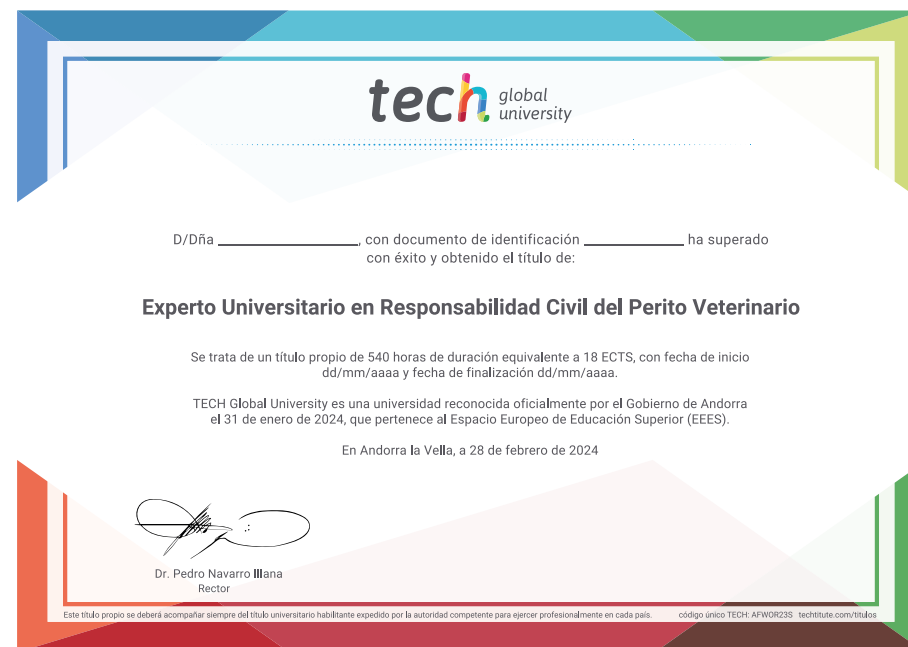 tech global university
D/Dña ______________, con documento de identificación __________ ha superado
con éxito y obtenido el título de:
Experto Universitario en Responsabilidad Civil del Perito Veterinario
Se trata de un título propio de 540 horas de duración equivalente a 18 ECTS, con fecha de inicio
dd/mm/aaaa y fecha de finalización dd/mm/aaaa.
TECH Global University es una universidad reconocida oficialmente por el Gobierno de Andorra
el 31 de enero de 2024, que pertenece al Espacio Europeo de Educación Superior (EEES).
En Andorra la Vella, a 28 de febrero de 2024
Dr. Pedro Navarro Illana
Rector
Este título propio se deberá acompañar siempre del título universitario habilitante expedido por la autoridad competente para ejercer profesionalmente en cada país. código único TECH: AFWOR23S techtitute.com/titulos